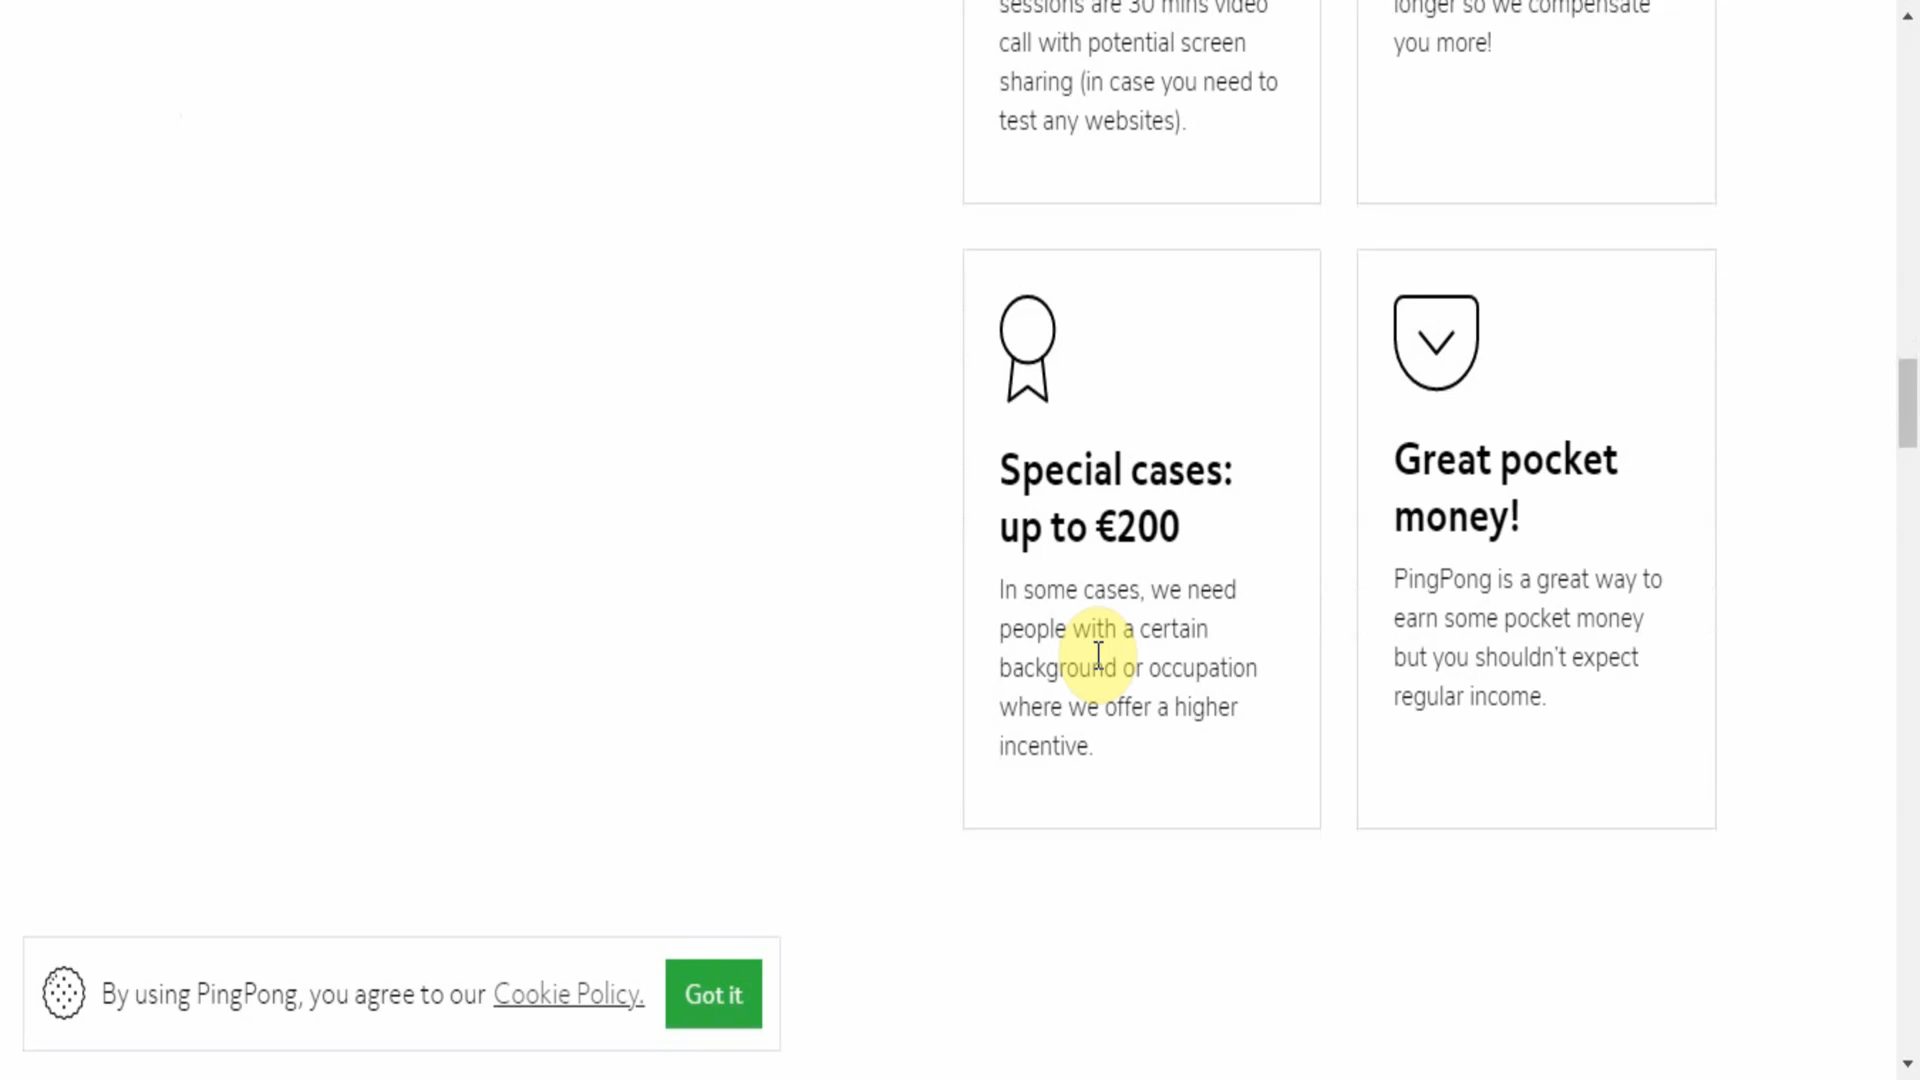 sessions are 30 mins video
call with potential screen
sharing (in case you need to
test any websites).
longer so we compensate
you more!
Special cases:
up to €200
In some cases, we need
people with a certain
background or occupation
where we offer a higher
incentive.
Great pocket
money!
PingPong is a great way to
earn some pocket money
but you shouldn't expect
regular income.
By using PingPong, you agree to our Cookie Policy.
Got it